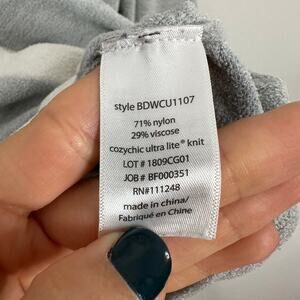 style BDWCU1107
71% nylon
29% viscose
cozychic ultra lite® knit
LOT # 1809CG01
JOB # BF000351
RN#111248
made in china/
Fabriqué en Chine